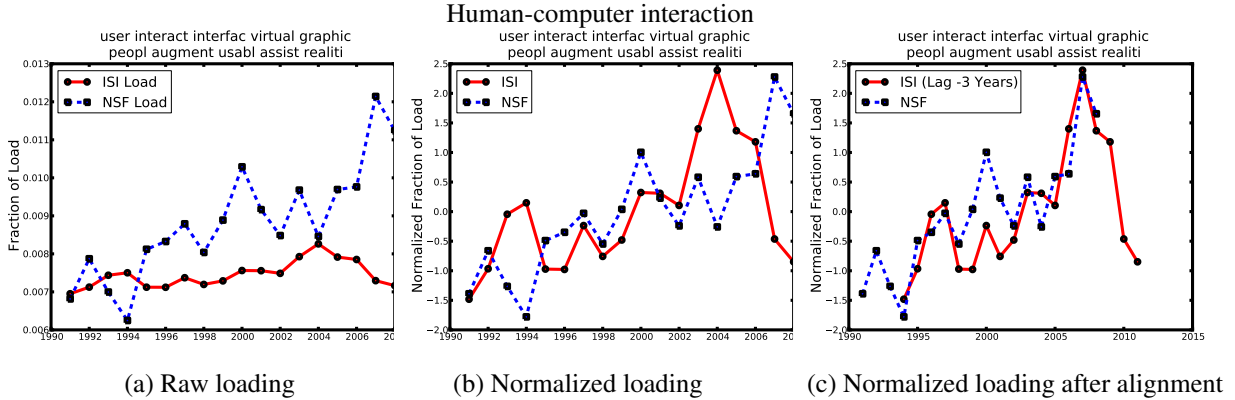 Human-computer interaction
user interact interfac virtual graphic
peopl augment usabl assist realiti
0.013
0.012
0.011
0.010
0.009
0.008
0.007
0.006
Fraction of Load
ISI Load
NSF Load
1990 1992 1994 1996 1998 2000 2002 2004 2006 20
(a) Raw loading
user interact interfac virtual graphic
peopl augment usabl assist realiti
2.5
2.0
1.5
1.0
0.5
0.0
−0.5
−1.0
−1.5
−2.0
Normalized Fraction of Load
ISI
NSF
1990 1992 1994 1996 1998 2000 2002 2004 2006 200
(b) Normalized loading
user interact interfac virtual graphic
peopl augment usabl assist realiti
2.5
2.0
1.5
1.0
0.5
0.0
−0.5
−1.0
−1.5
−2.0
Normalized Fraction of Load
ISI (Lag -3 Years)
NSF
1990 1995 2000 2005 2010 2015
(c) Normalized loading after alignment